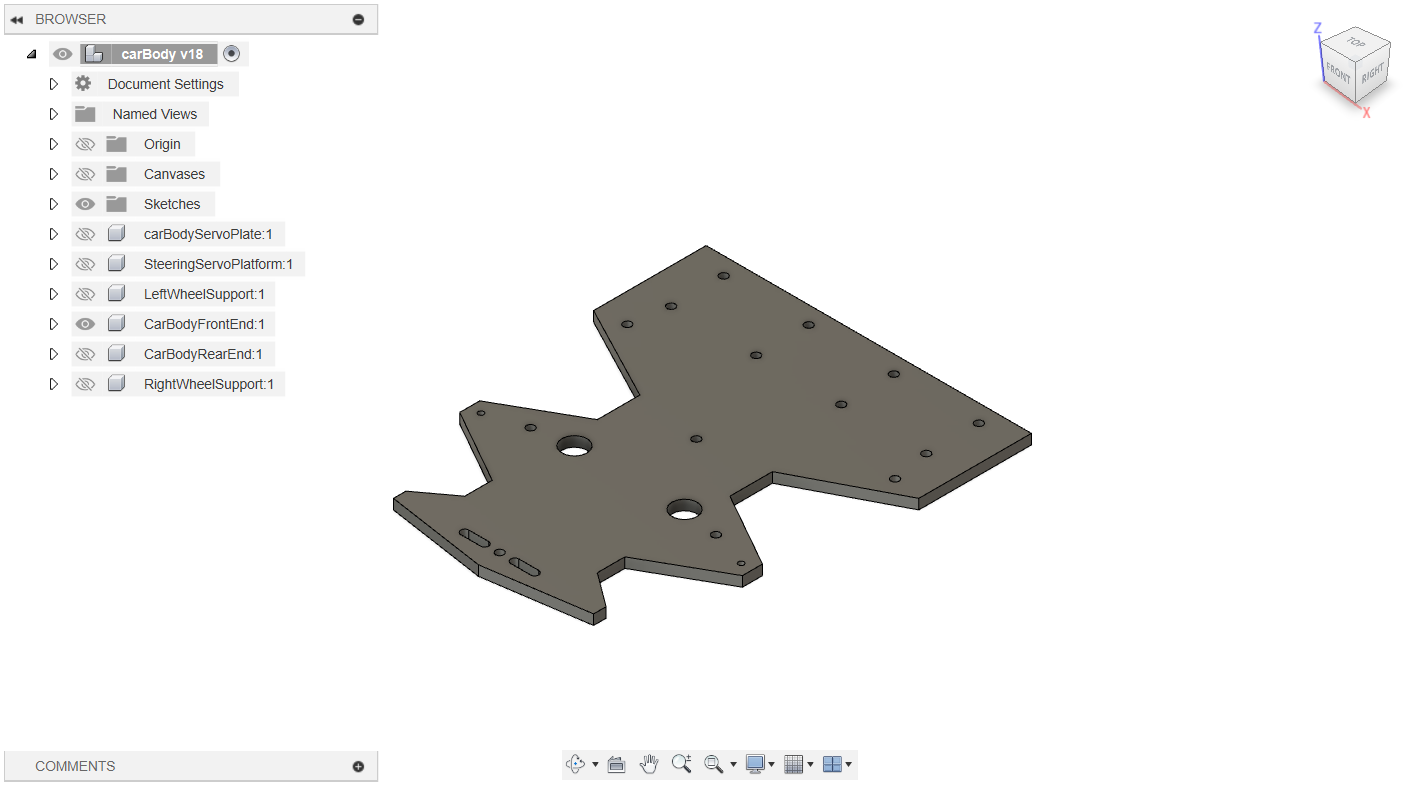 BROWSER
carBody v18
Document Settings
Named Views
Origin
Canvases
Sketches
carBodyServoPlate:1
SteeringServoPlatform:1
LeftWheelSupport:1
CarBodyFrontEnd:1
CarBodyRearEnd:1
RightWheelSupport:1
Z
TOP
FRONT
RIGHT
X
COMMENTS